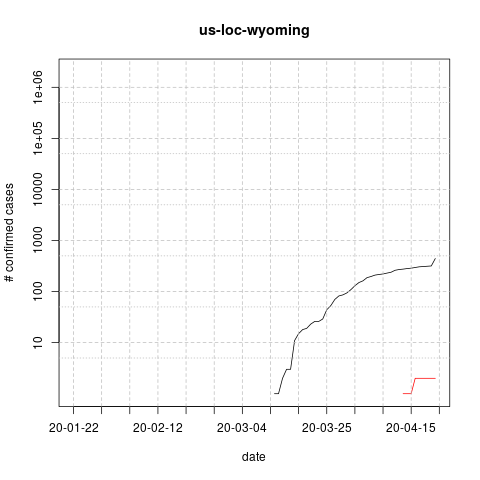 us-loc-wyoming
# confirmed cases
1e+06
1e+05
10000
1000
100
10
20-01-22
20-02-12
20-03-04
20-03-25
20-04-15
date